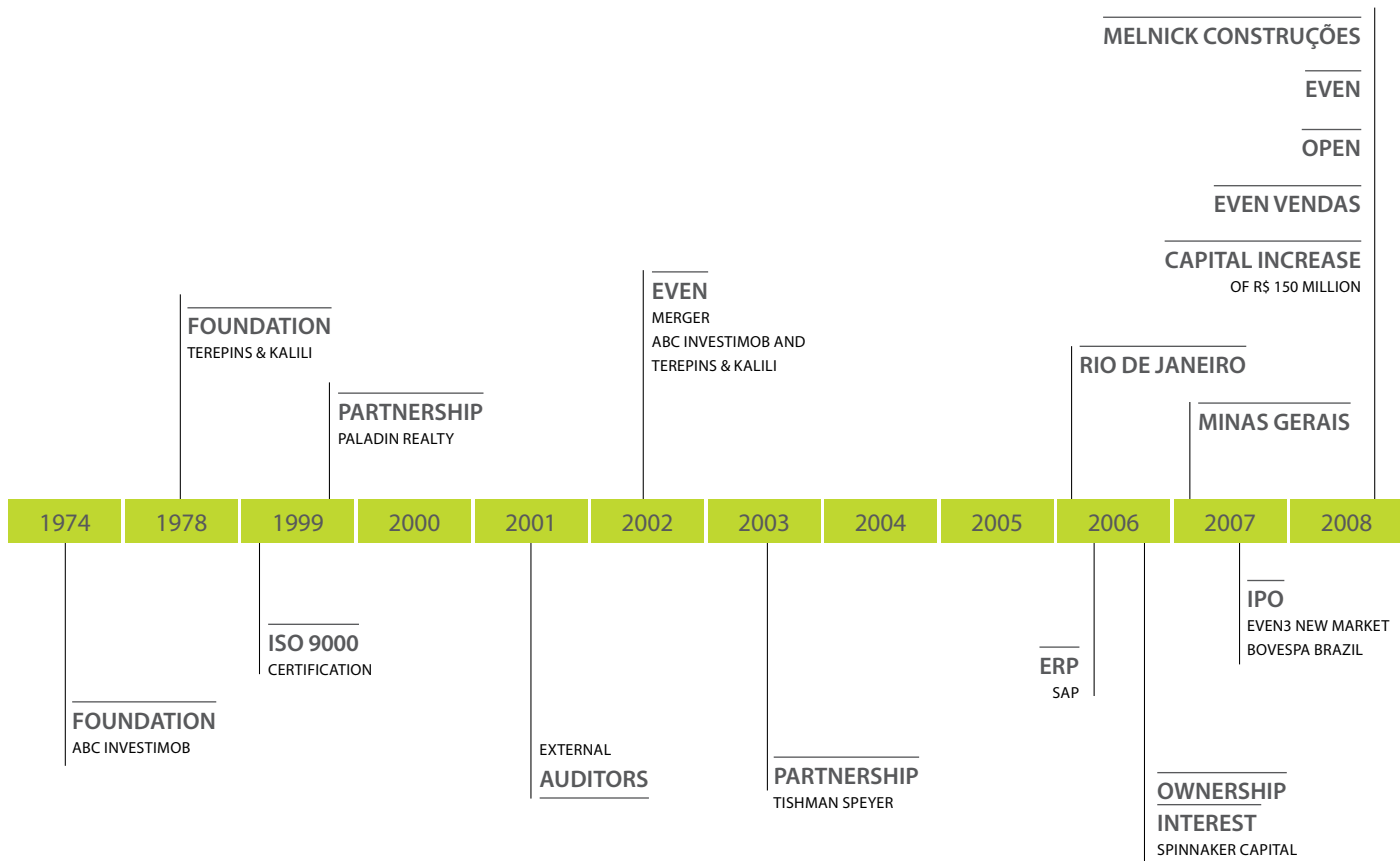 MELNICK CONSTRUÇÕES
EVEN
OPEN
EVEN VENDAS
CAPITAL INCREASE
OF R$ 150 MILLION
EVEN
MERGER
ABC INVESTIMOB AND
TEREPINS & KALILI
FOUNDATION
TEREPINS & KALILI
RIO DE JANEIRO
PARTNERSHIP
PALADIN REALTY
MINAS GERAIS
1974 1978 1999 2000 2001 2002 2003 2004 2005 2006 2007 2008
IPO
EVEN3 NEW MARKET
BOVESPA BRAZIL
ISO 9000
CERTIFICATION
ERP
SAP
FOUNDATION
ABC INVESTIMOB
EXTERNAL
AUDITORS
PARTNERSHIP
TISHMAN SPEYER
OWNERSHIP
INTEREST
SPINNAKER CAPITAL